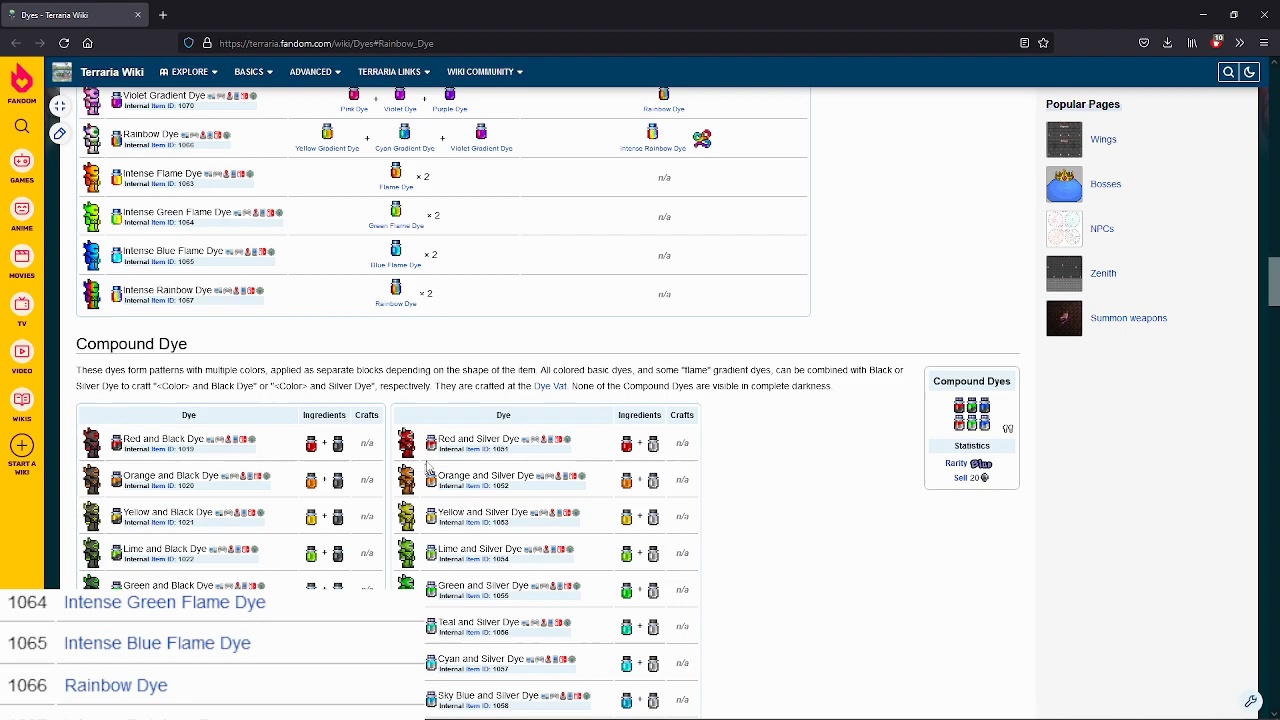 Dyes - Terraria Wiki
https://terraria.fandom.com/wiki/Dyes#Rainbow_Dye
10
FANDOM
Terraria Wiki
EXPLORE
BASICS
ADVANCED
TERRARIA LINKS
WIKI COMMUNITY
GAMES
ANIME
MOVIES
TV
VIDEO
WIKIS
START A
WIKI
Violet Gradient Dye
Internal Item ID: 1070
+ +
Pink Dye Violet Dye Purple Dye
Rainbow Dye
Rainbow Dye
Internal Item ID: 1066
+
Yellow Gradient Dye n Gradient Dye Violet Gradient Dye
Intense Rainbow Dye
Intense Flame Dye
Internal Item ID: 1063
× 2
Flame Dye
n/a
Intense Green Flame Dye
Internal Item ID: 1064
× 2
Green Flame Dye
n/a
Intense Blue Flame Dye
Internal Item ID: 1065
× 2
Blue Flame Dye
n/a
Intense Rainbow Dye
Internal Item ID: 1067
× 2
Rainbow Dye
n/a
Compound Dye
These dyes form patterns with multiple colors, applied as separate blocks depending on the shape of the item. All colored basic dyes, and some "flame" gradient dyes, can be combined with Black or
Silver Dye to craft "<Color> and Black Dye" or "<Color> and Silver Dye", respectively. They are crafted at the Dye Vat. None of the Compound Dyes are visible in complete darkness.
Dye Ingredients Crafts
Red and Black Dye
Internal Item ID: 1019
+ n/a
Orange and Black Dye
Internal Item ID: 1020
+ n/a
Yellow and Black Dye
Internal Item ID: 1021
+ n/a
Lime and Black Dye
Internal Item ID: 1022
+ n/a
Green and Black Dye
Dye Ingredients Crafts
Red and Silver Dye
Internal Item ID: 1051
+ n/a
Orange and Silver Dye
Internal Item ID: 1052
+ n/a
Yellow and Silver Dye
Internal Item ID: 1053
+ n/a
Lime and Silver Dye
Internal Item ID: 1054
+ n/a
Green and Silver Dye
Internal Item ID: 1055
+ n/a
Teal and Silver Dye
Internal Item ID: 1056
+ n/a
Cyan and Silver Dye
Internal Item ID: 1057
+ n/a
Sky Blue and Silver Dye
Internal Item ID: 1058
+ n/a
Compound Dyes
Statistics
Rarity
Sell 20
Popular Pages
Wings
Bosses
NPCs
Zenith
Summon weapons
1064 Intense Green Flame Dye
1065 Intense Blue Flame Dye
1066 Rainbow Dye